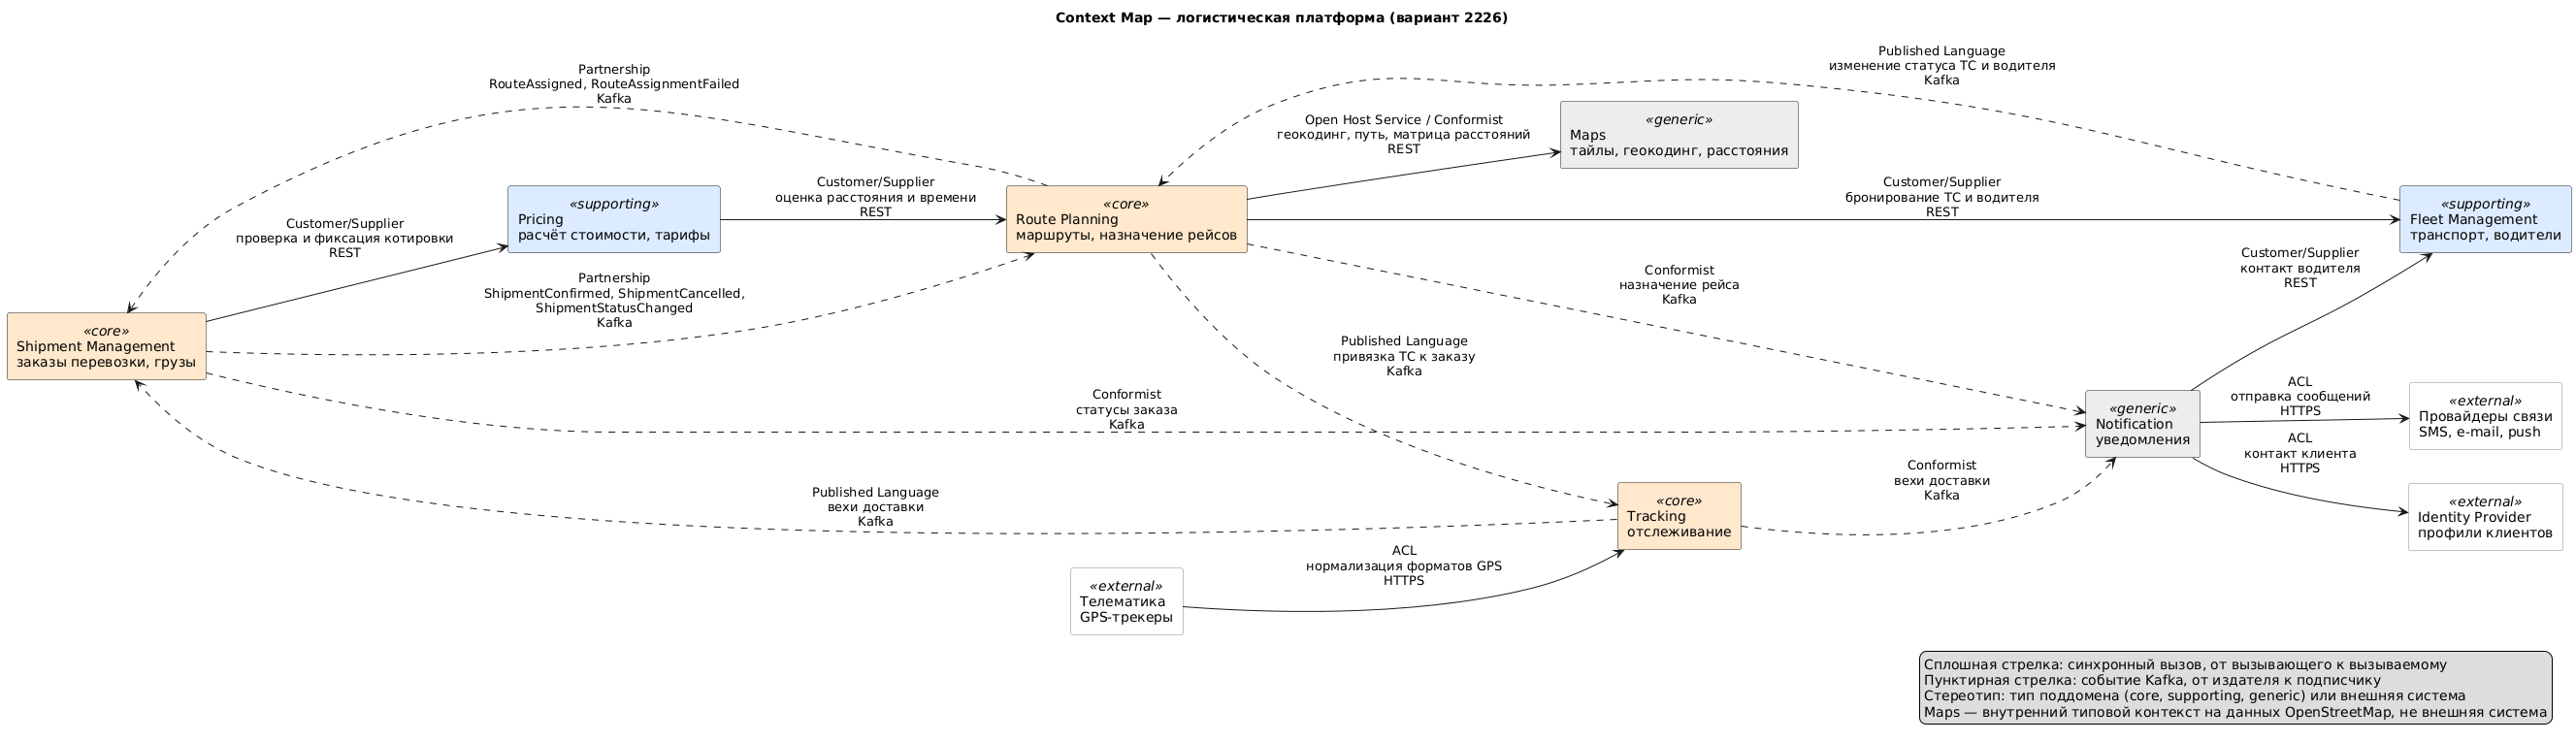 Context Map — логистическая платформа (вариант 2226)
Partnership
RouteAssigned, RouteAssignmentFailed
Kafka
Published Language
изменение статуса ТС и водителя
Kafka
Open Host Service / Conformist
геокодинг, путь, матрица расстояний
REST
«generic»
Maps
тайлы, геокодинг, расстояния
Customer/Supplier
проверка и фиксация котировки
REST
«supporting»
Pricing
расчёт стоимости, тарифы
Customer/Supplier
оценка расстояния и времени
REST
«core»
Route Planning
маршруты, назначение рейсов
Customer/Supplier
бронирование ТС и водителя
REST
«supporting»
Fleet Management
транспорт, водители
Partnership
ShipmentConfirmed, ShipmentCancelled,
ShipmentStatusChanged
Kafka
Conformist
назначение рейса
Kafka
Customer/Supplier
контакт водителя
REST
«core»
Shipment Management
заказы перевозки, грузы
Published Language
привязка ТС к заказу
Kafka
Conformist
статусы заказа
Kafka
«generic»
Notification
уведомления
ACL
отправка сообщений
HTTPS
«external»
Провайдеры связи
SMS, e-mail, push
ACL
контакт клиента
HTTPS
«external»
Identity Provider
профили клиентов
Conformist
вехи доставки
Kafka
Published Language
вехи доставки
Kafka
«core»
Tracking
отслеживание
ACL
нормализация форматов GPS
HTTPS
«external»
Телематика
GPS-трекеры
Сплошная стрелка: синхронный вызов, от вызывающего к вызываемому
Пунктирная стрелка: событие Kafka, от издателя к подписчику
Стереотип: тип поддомена (core, supporting, generic) или внешняя система
Maps — внутренний типовой контекст на данных OpenStreetMap, не внешняя система